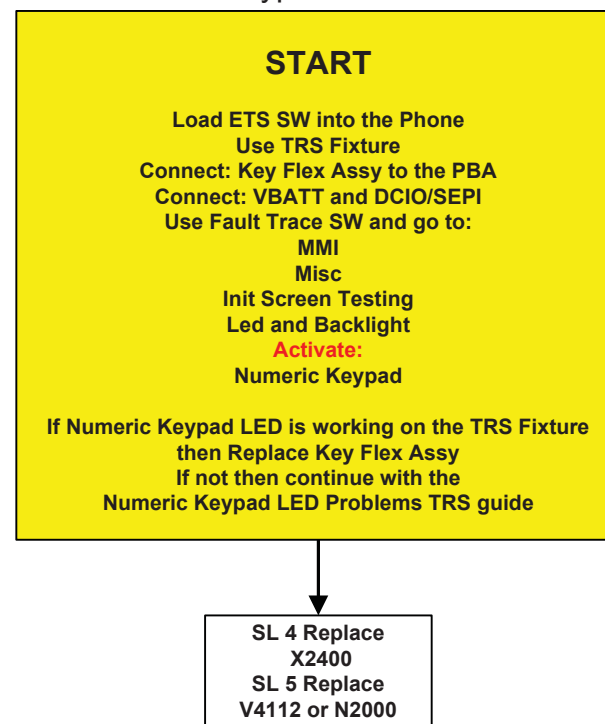 START
Load ETS SW into the Phone
Use TRS Fixture
Connect: Key Flex Assy to the PBA
Connect: VBATT and DCIO/SEPI
Use Fault Trace SW and go to:
MMI
Misc
Init Screen Testing
Led and Backlight
Activate:
Numeric Keypad
If Numeric Keypad LED is working on the TRS Fixture
then Replace Key Flex Assy
If not then continue with the
Numeric Keypad LED Problems TRS guide
SL 4 Replace
X2400
SL 5 Replace
V4112 or N2000